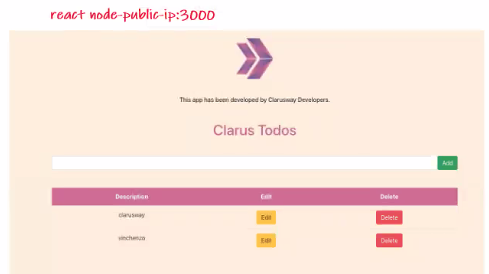 react node-public-ip:3000
This app has been developed by Clarusway Developers.
Clarus Todos
Add
Description Edit Delete
clarusway Edit Delete
vinchenzo Edit Delete